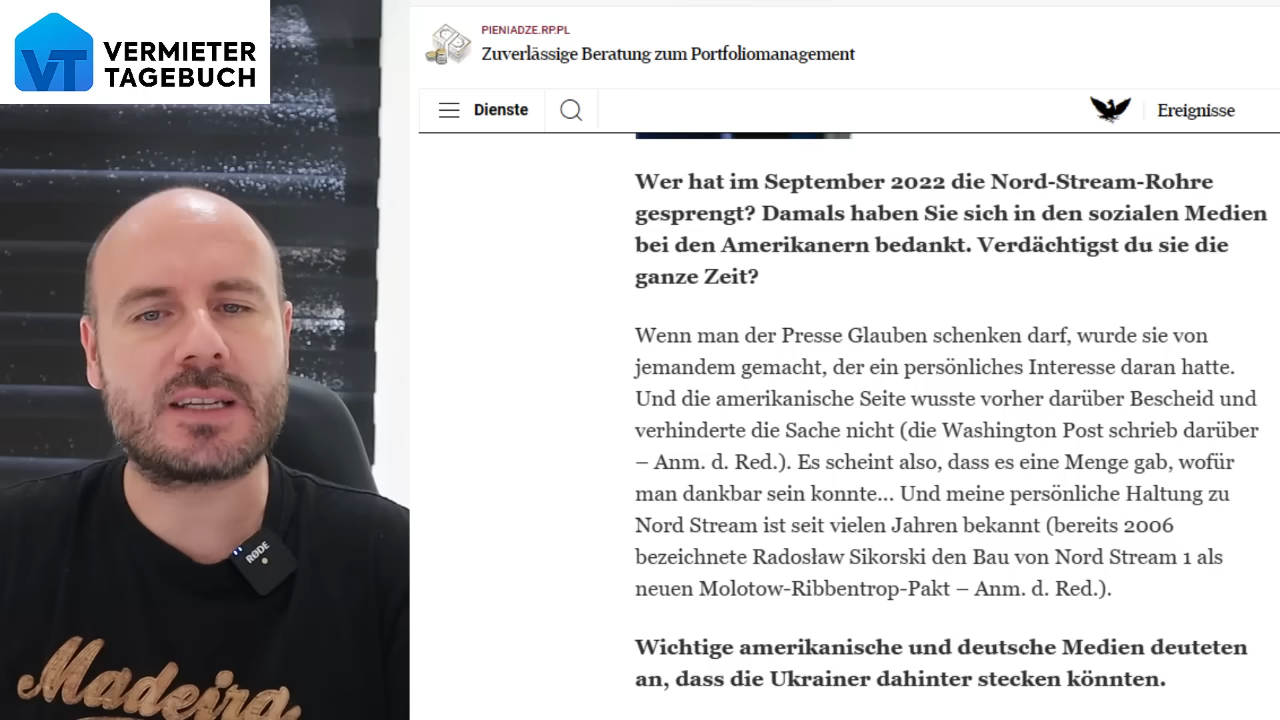 VT VERMIETER
TAGEBUCH
PIENIADZE.RP.PL
Zuverlässige Beratung zum Portfoliomanagement
Dienste
Ereignisse
Wer hat im September 2022 die Nord-Stream-Rohre
gesprengt? Damals haben Sie sich in den sozialen Medien
bei den Amerikanern bedankt. Verdächtigst du sie die
ganze Zeit?
Wenn man der Presse Glauben schenken darf, wurde sie von
jemandem gemacht, der ein persönliches Interesse daran hatte.
Und die amerikanische Seite wusste vorher darüber Bescheid und
verhinderte die Sache nicht (die Washington Post schrieb darüber
– Anm. d. Red.). Es scheint also, dass es eine Menge gab, wofür
man dankbar sein konnte... Und meine persönliche Haltung zu
Nord Stream ist seit vielen Jahren bekannt (bereits 2006
bezeichnete Radosław Sikorski den Bau von Nord Stream 1 als
neuen Molotow-Ribbentrop-Pakt – Anm. d. Red.).
Wichtige amerikanische und deutsche Medien deuteten
an, dass die Ukrainer dahinter stecken könnten.
RØDE
Madeira